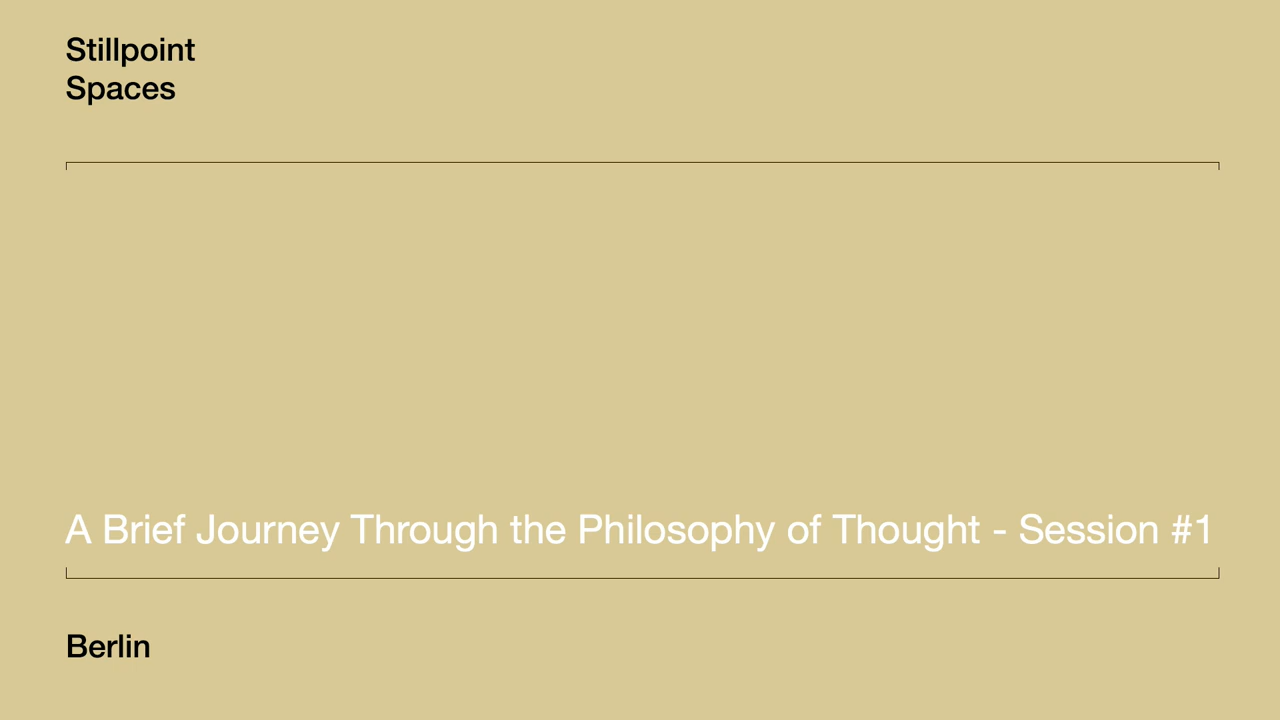 Stillpoint
Spaces
A Brief Journey Through the Philosophy of Thought - Session #1
Berlin